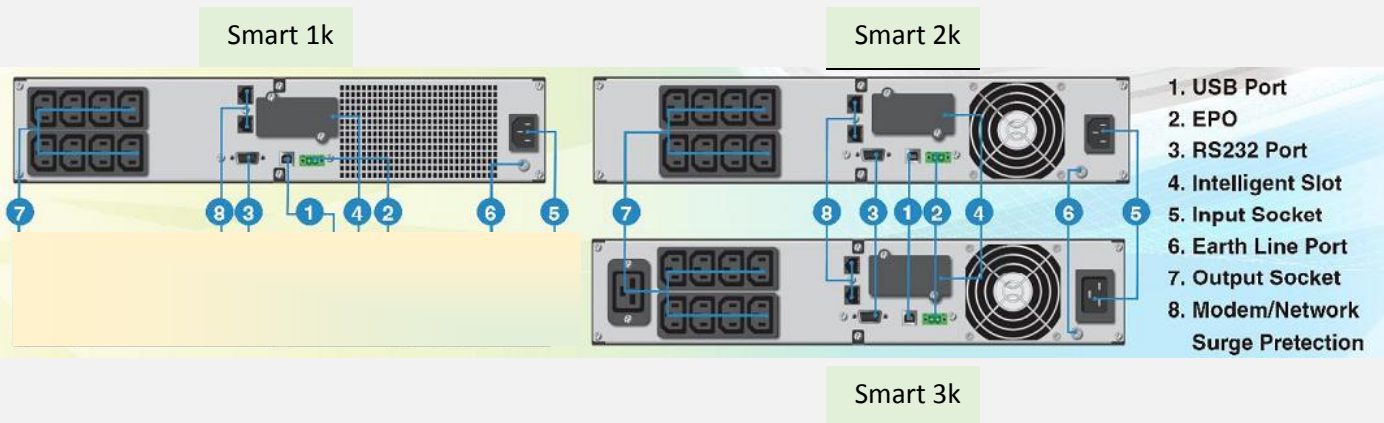 Smart 1k
Smart 2k
7
8
3
1
4
2
6
5
7
8
3
1
2
4
6
5
1. USB Port
2. EPO
3. RS232 Port
4. Intelligent Slot
5. Input Socket
6. Earth Line Port
7. Output Socket
8. Modem/Network
Surge Pretection
Smart 3k